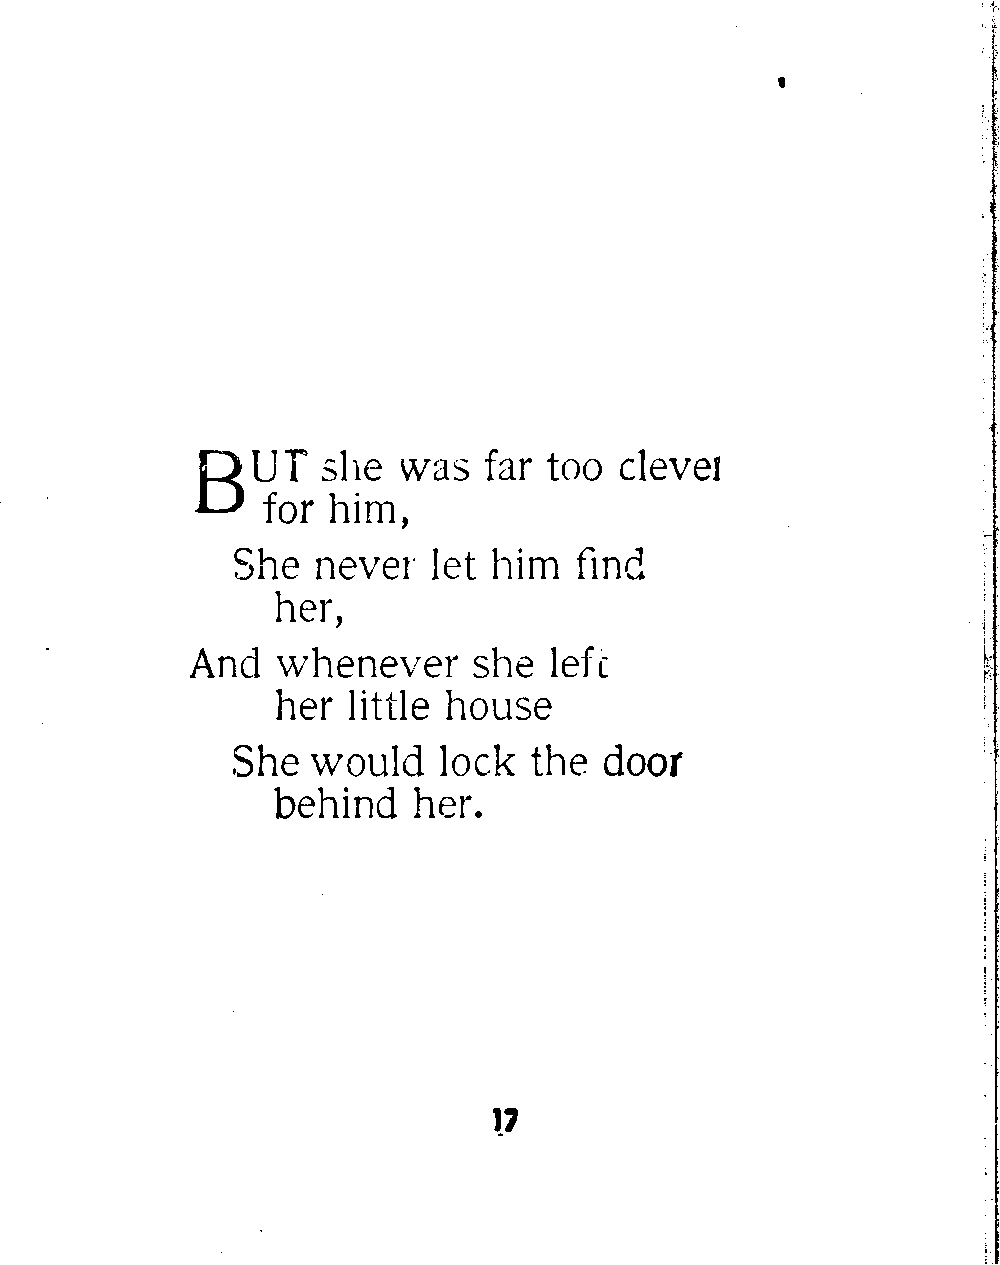 BUT she was far too clever
for him,
She never let him find
her,
And whenever she left
her little house
She would lock the door
behind her.
17